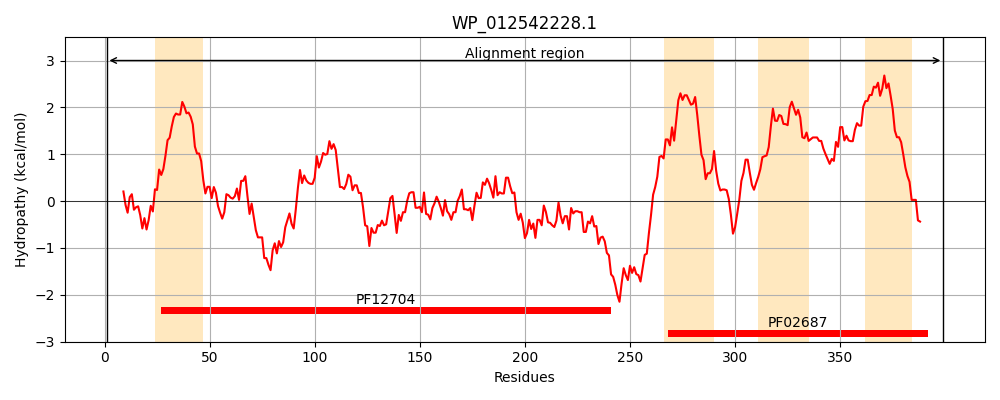 WP_012542228.1
Alignment region
Hydropathy (kcal/mol)
3
2
1
0
−1
−2
−3
PF12704
PF02687
0 50 100 150 200 250 300 350
Residues